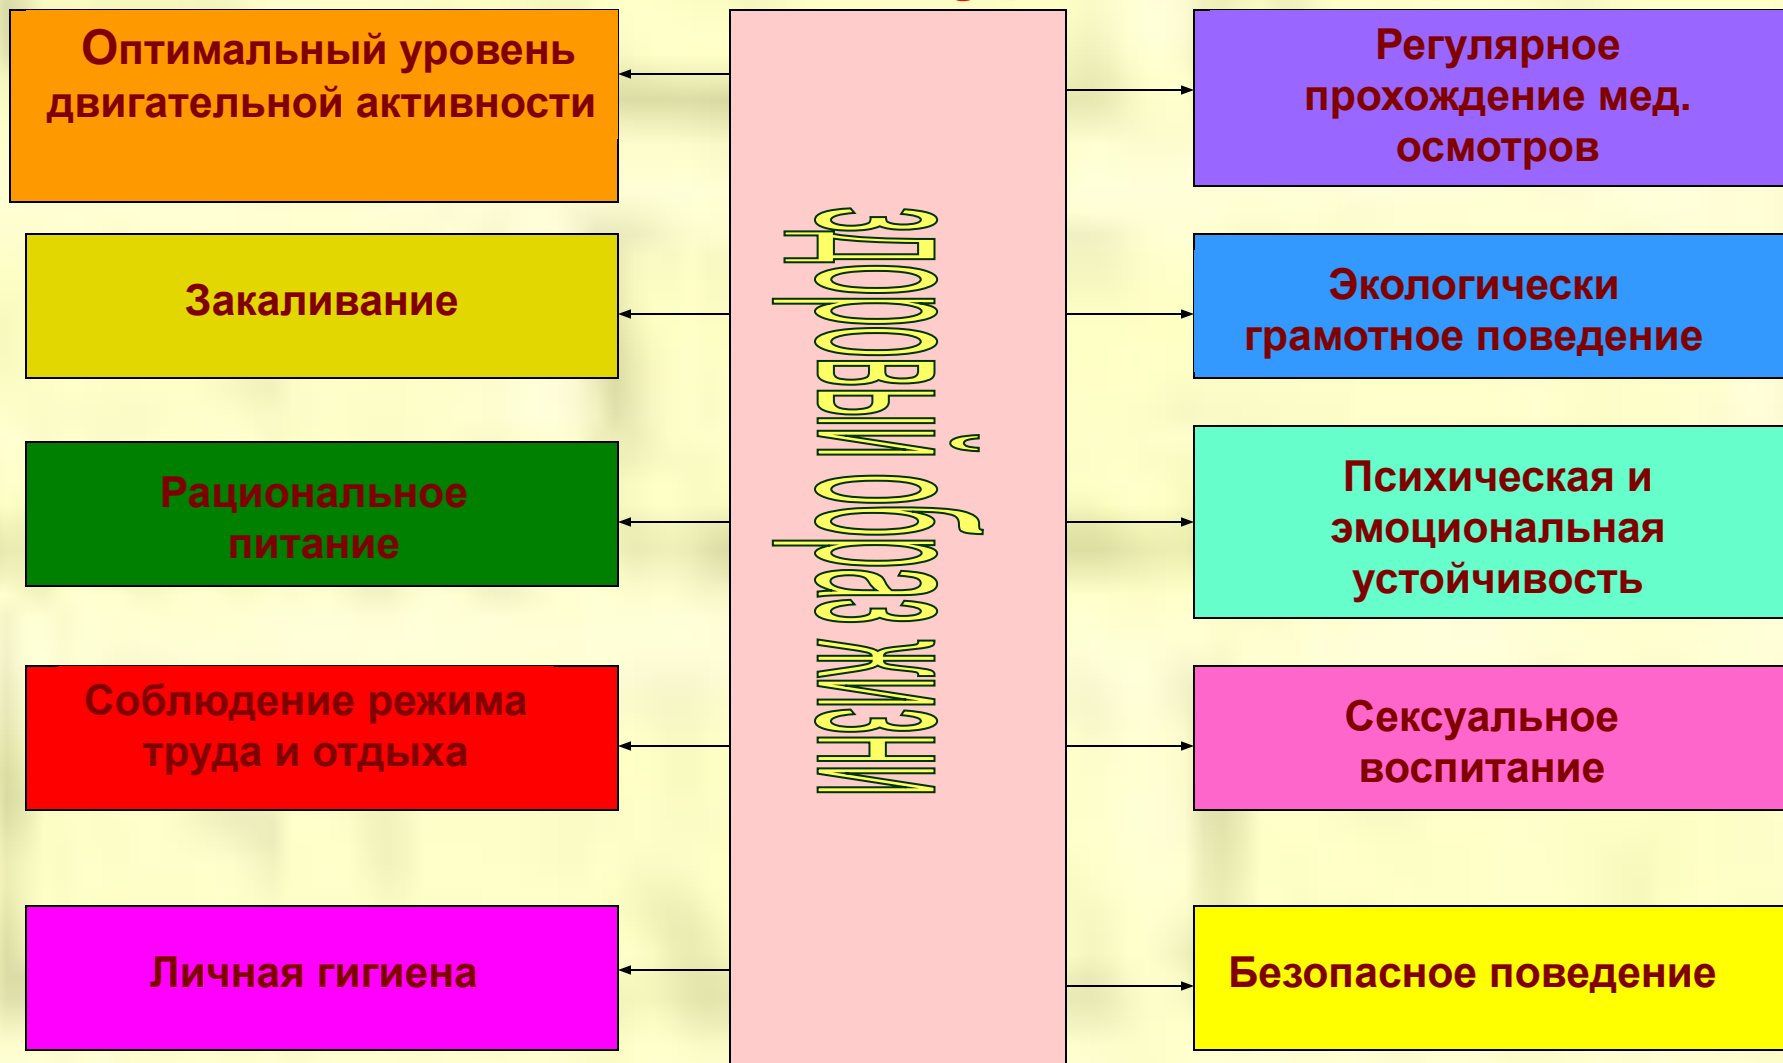 Оптимальный уровень
двигательной активности
Закаливание
Рациональное
питание
Соблюдение режима
труда и отдыха
Личная гигиена
здоровый образ жизни
Регулярное
прохождение мед.
осмотров
Экологически
грамотное поведение
Психическая и
эмоциональная
устойчивость
Сексуальное
воспитание
Безопасное поведение